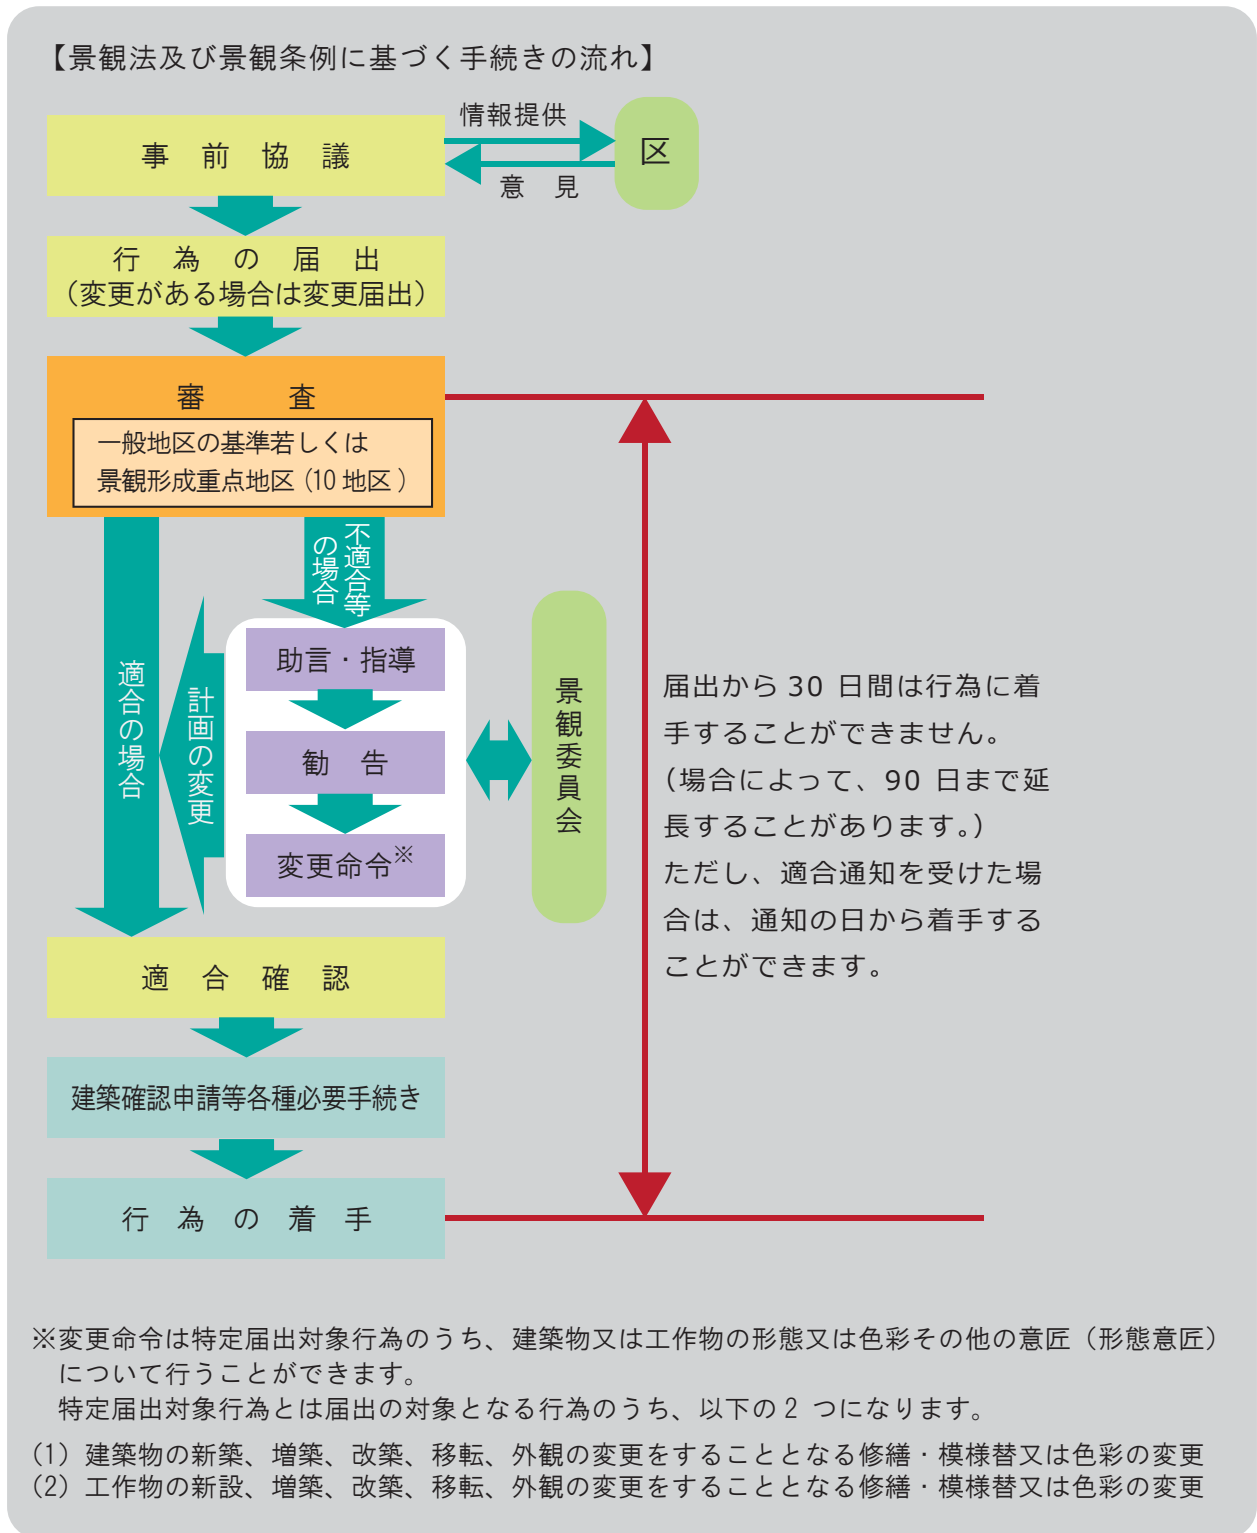 【景観法及び景観条例に基づく手続きの流れ】
事前協議
情報提供
意見
区
行為の届出
（変更がある場合は変更届出）
審査
一般地区の基準若しくは
景観形成重点地区（10地区）
適合の場合
不適合等
の場合
計画の変更
助言・指導
勧告
変更命令※
景観委員会
届出から 30 日間は行為に着
手することができません。
（場合によって、90 日まで延
長することがあります。）
ただし、適合通知を受けた場
合は、通知の日から着手する
ことができます。
適合確認
建築確認申請等各種必要手続き
行為の着手
※変更命令は特定届出対象行為のうち、建築物又は工作物の形態又は色彩その他の意匠（形態意匠）
について行うことができます。
特定届出対象行為とは届出の対象となる行為のうち、以下の2 つになります。
(1) 建築物の新築、増築、改築、移転、外観の変更をすることとなる修繕・模様替又は色彩の変更
(2) 工作物の新設、増築、改築、移転、外観の変更をすることとなる修繕・模様替又は色彩の変更